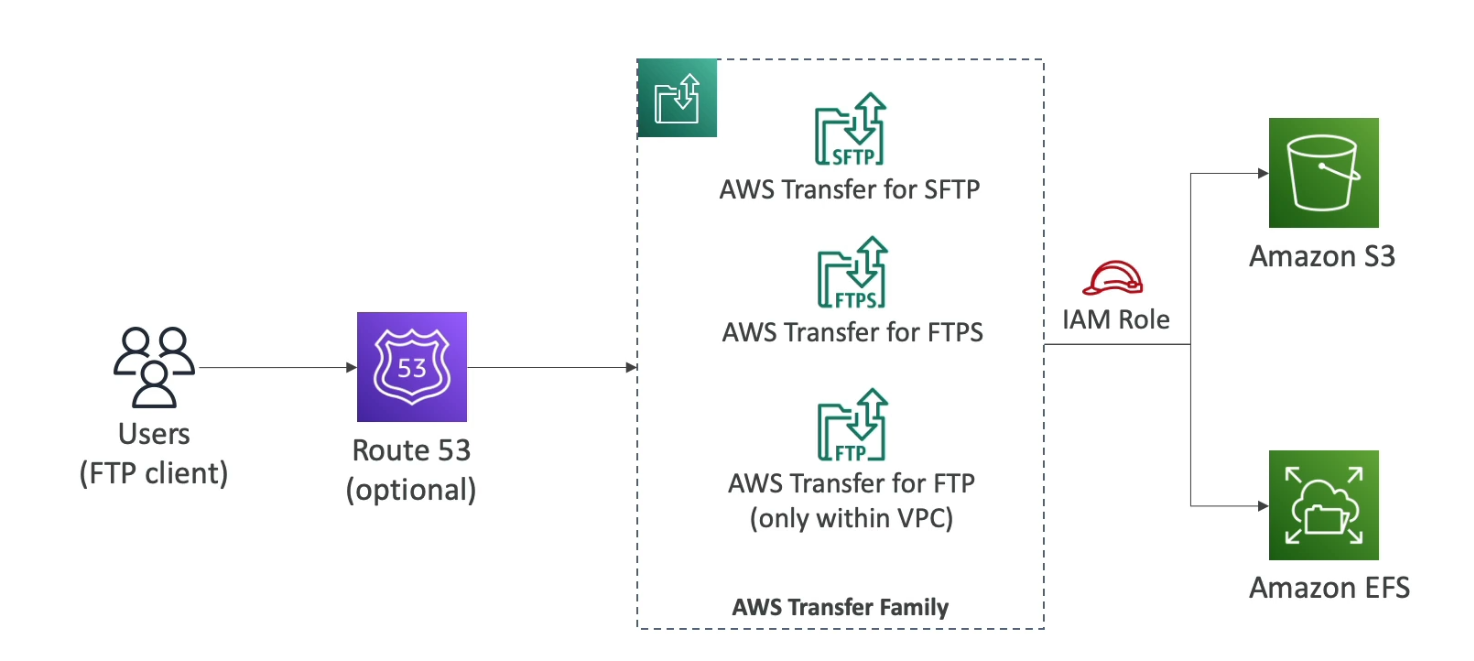 Users
(FTP client)
53
Route 53
(optional)
SFTP
AWS Transfer for SFTP
FTPS
AWS Transfer for FTPS
FTP
AWS Transfer for FTP
(only within VPC)
AWS Transfer Family
IAM Role
Amazon S3
Amazon EFS